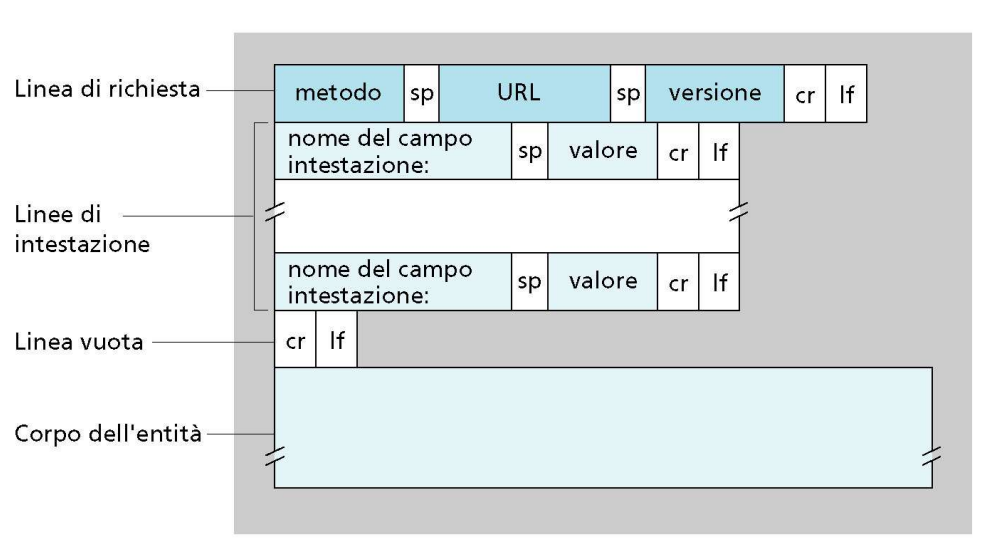 Linea di richiesta
metodo sp URL sp versione cr lf
nome del campo
intestazione: sp valore cr lf
Linee di
intestazione
nome del campo
intestazione: sp valore cr lf
Linea vuota
cr lf
Corpo dell'entità